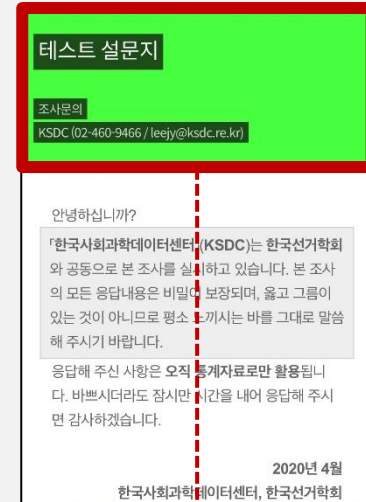 테스트 설문지
조사문의
KSDC (02-460-9466 / leejy@ksdc.re.kr)
안녕하십니까?
「한국사회과학데이터센터 (KSDC)는 한국선거학회
와 공동으로 본 조사를 실시하고 있습니다. 본 조사
의 모든 응답내용은 비밀이 보장되며, 옳고 그름이
있는 것이 아니므로 평소 느끼시는 바를 그대로 말씀
해 주시기 바랍니다.
응답해 주신 사항은 오직 통계자료로만 활용됩니
다. 바쁘시더라도 잠시만 시간을 내어 응답해 주시
면 감사하겠습니다.
2020년 4월
한국사회과학데이터센터, 한국선거학회